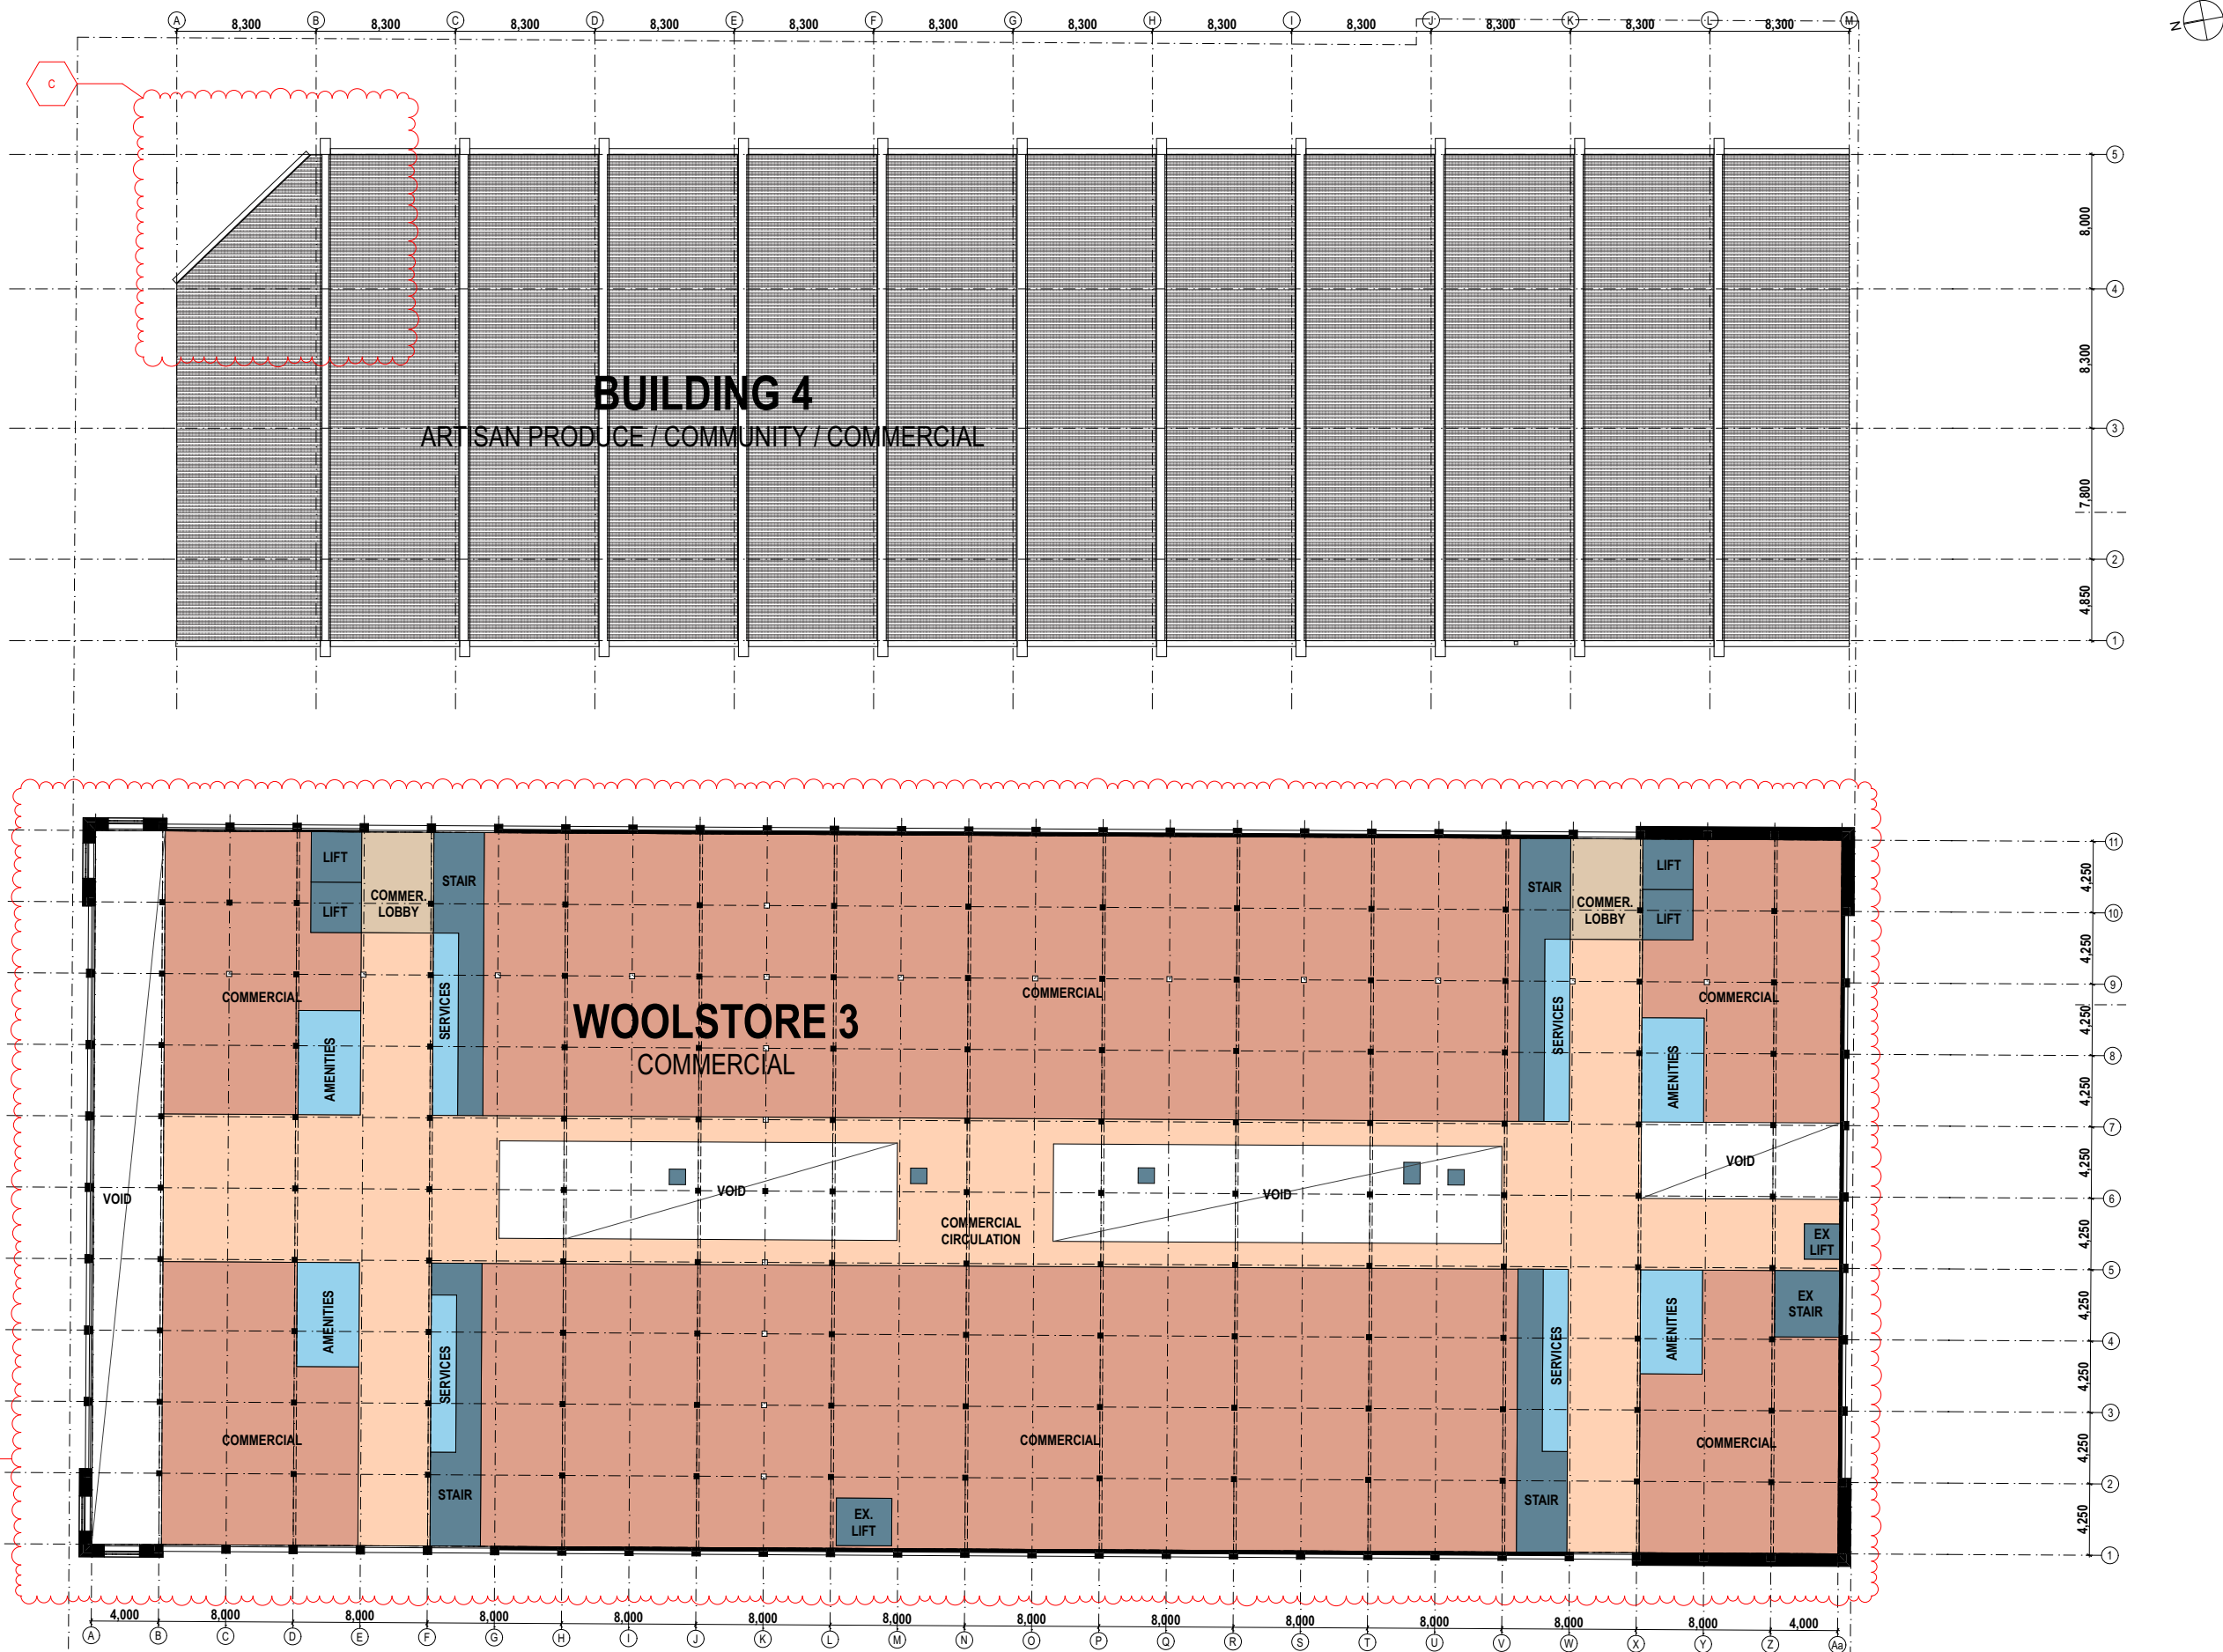 A 8,300 B 8,300 C 8,300 D 8,300 E 8,300 F 8,300 G 8,300 H 8,300 I 8,300 J 8,300 K 8,300 L 8,300 M
N
C
5
8,000
4
8,300
BUILDING 4
ARTISAN PRODUCE / COMMUNITY / COMMERCIAL
3
7,800
2
4,850
1
11
LIFT
STAIR
LIFT
4,250
STAIR
COMMER.
LOBBY
COMMER.
LOBBY
LIFT
LIFT
10
4,250
9
COMMERCIAL
SERVICES
COMMERCIAL
SERVICES
COMMERCIAL
WOOLSTORE 3
COMMERCIAL
4,250
8
AMENITIES
AMENITIES
4,250
7
VOID
VOID
VOID
VOID
4,250
6
COMMERCIAL
CIRCULATION
EX
LIFT
4,250
5
AMENITIES
AMENITIES
EX
STAIR
4,250
4
SERVICES
SERVICES
4,250
3
COMMERCIAL
COMMERCIAL
COMMERCIAL
4,250
2
STAIR
STAIR
EX.
LIFT
4,250
1
4,000 8,000 8,000 8,000 8,000 8,000 8,000 8,000 8,000 8,000 8,000 8,000 8,000 4,000
A B C D E F G H I J K L M N O P Q R S T U V W X Y Z Aa